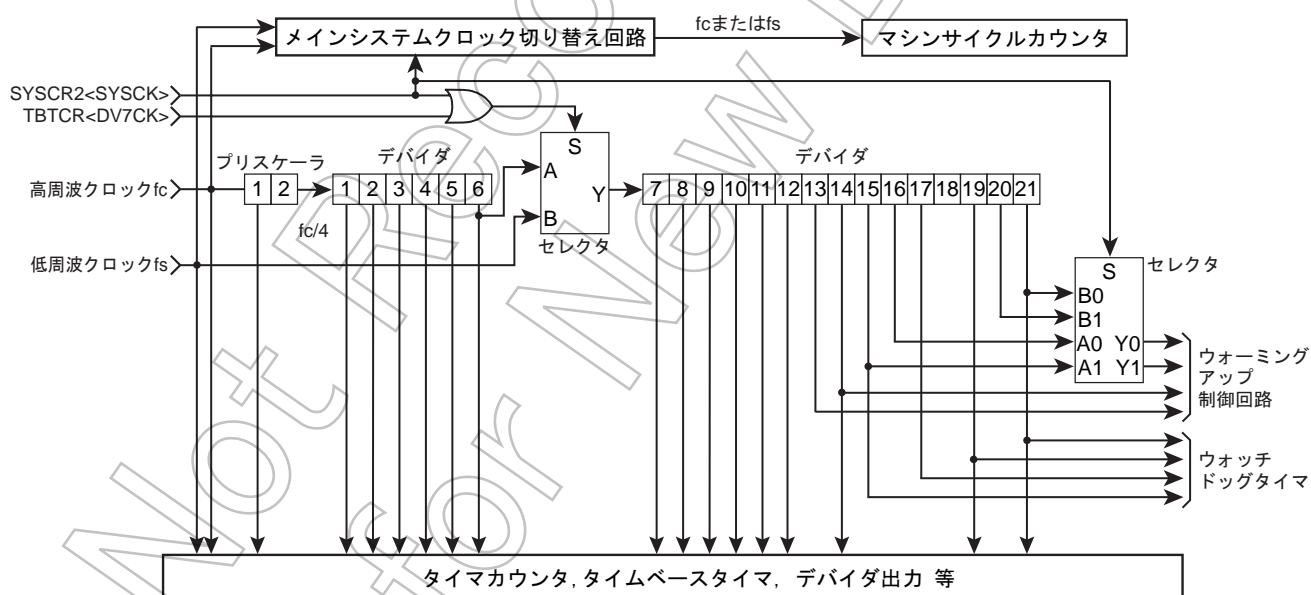 fcまたはfs
メインシステムクロック切り替え回路
マシンサイクルカウンタ
SYSCR2<SYSCK>
TBTCR<DV7CK>
プリスケーラ
デバイダ
デバイダ
S
A
Y
B
セレクタ
高周波クロックfc
1 2
1 2 3 4 5 6
7 8 9 10 11 12 13 14 15 16 17 18 19 20 21
fc/4
低周波クロックfs
S
セレクタ
B0
B1
A0 Y0
A1 Y1
ウォーミング
アップ
制御回路
ウォッチ
ドッグタイマ
タイマカウンタ, タイムベースタイマ, デバイダ出力 等
Not Reco
for New D